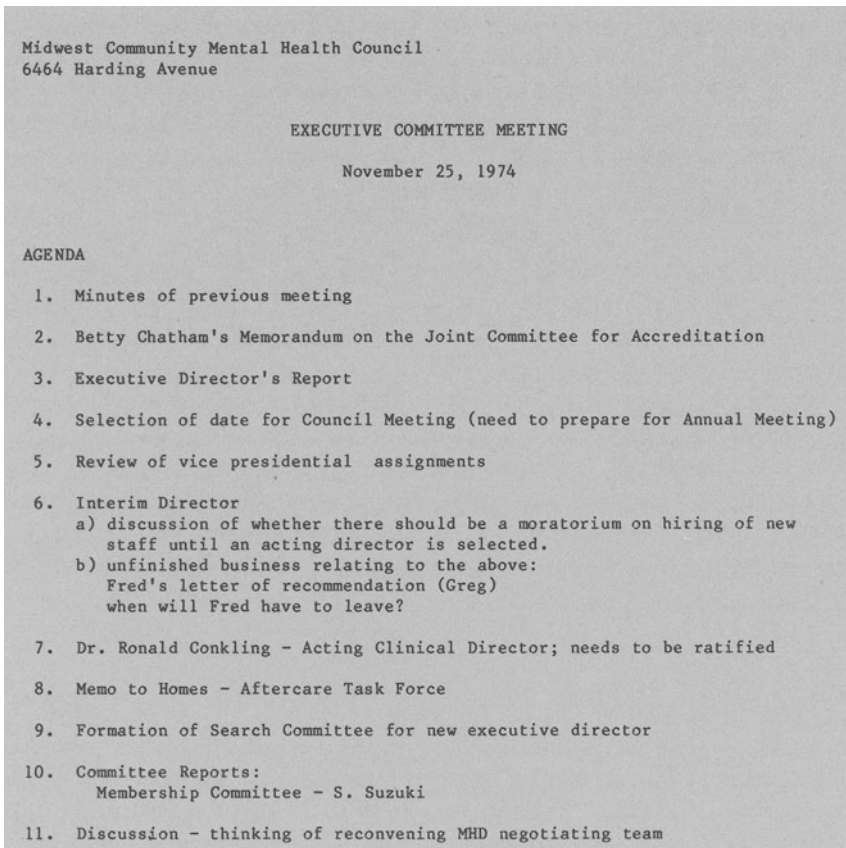 Midwest Community Mental Health Council
6464 Harding Avenue
EXECUTIVE COMMITTEE MEETING
November 25, 1974
AGENDA
1. Minutes of previous meeting
2. Betty Chatham's Memorandum on the Joint Committee for Accreditation
3. Executive Director's Report
4. Selection of date for Council Meeting (need to prepare for Annual Meeting)
5. Review of vice presidential assignments
6. Interim Director
a) discussion of whether there should be a moratorium on hiring of new
staff until an acting director is selected.
b) unfinished business relating to the above:
Fred's letter of recommendation (Greg)
when will Fred have to leave?
7. Dr. Ronald Conkling - Acting Clinical Director; needs to be ratified
8. Memo to Homes - Aftercare Task Force
9. Formation of Search Committee for new executive director
10. Committee Reports:
Membership Committee - S. Suzuki
11. Discussion - thinking of reconvening MHD negotiating team